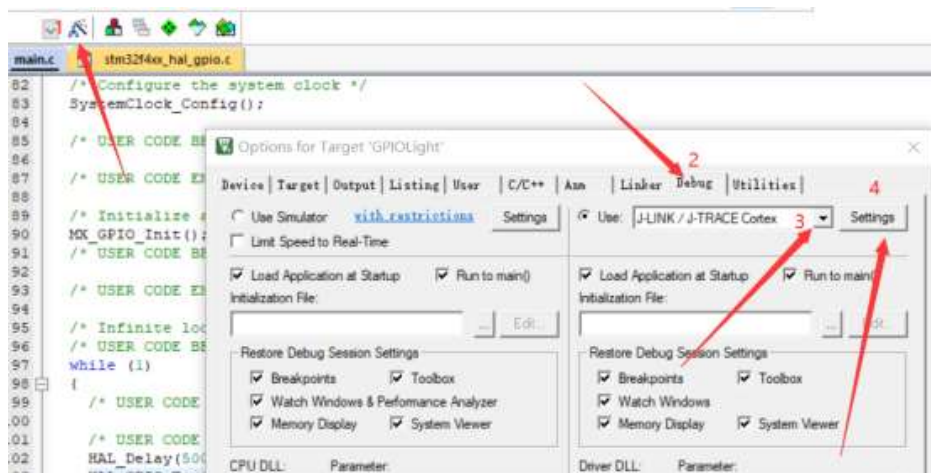 main.c stm32f4xx_hal_gpio.c
82 /* Configure the system clock */
83 SystemClock_Config();
84
85 /* USER CODE BE
86
87 /* USER CODE EN
88
89 /* Initialize a
90 MX_GPIO_Init();
91 /* USER CODE BE
92
93 /* USER CODE EN
94
95 /* Infinite loo
96 /* USER CODE BE
97 while (1)
98 {
99 /* USER CODE
00
01 /* USER CODE
02 HAL_Delay(500
Options for Target 'GPIOLight'
2
Device Target Output Listing User C/C++ Asm Linker Debug Utilities
4
Use Simulator with restrictions Settings
Limit Speed to Real-Time
Use: J-LINK / J-TRACE Cortex 3 Settings
Load Application at Startup Run to main()
Initialization File:
... Edit...
Restore Debug Session Settings
Breakpoints Toolbox
Watch Windows & Performance Analyzer
Memory Display System Viewer
CPU DLL: Parameter:
Load Application at Startup Run to main()
Initialization File:
...
Restore Debug Session Settings
Breakpoints Toolbox
Watch Windows
Memory Display System Viewer
Driver DLL: Parameter: